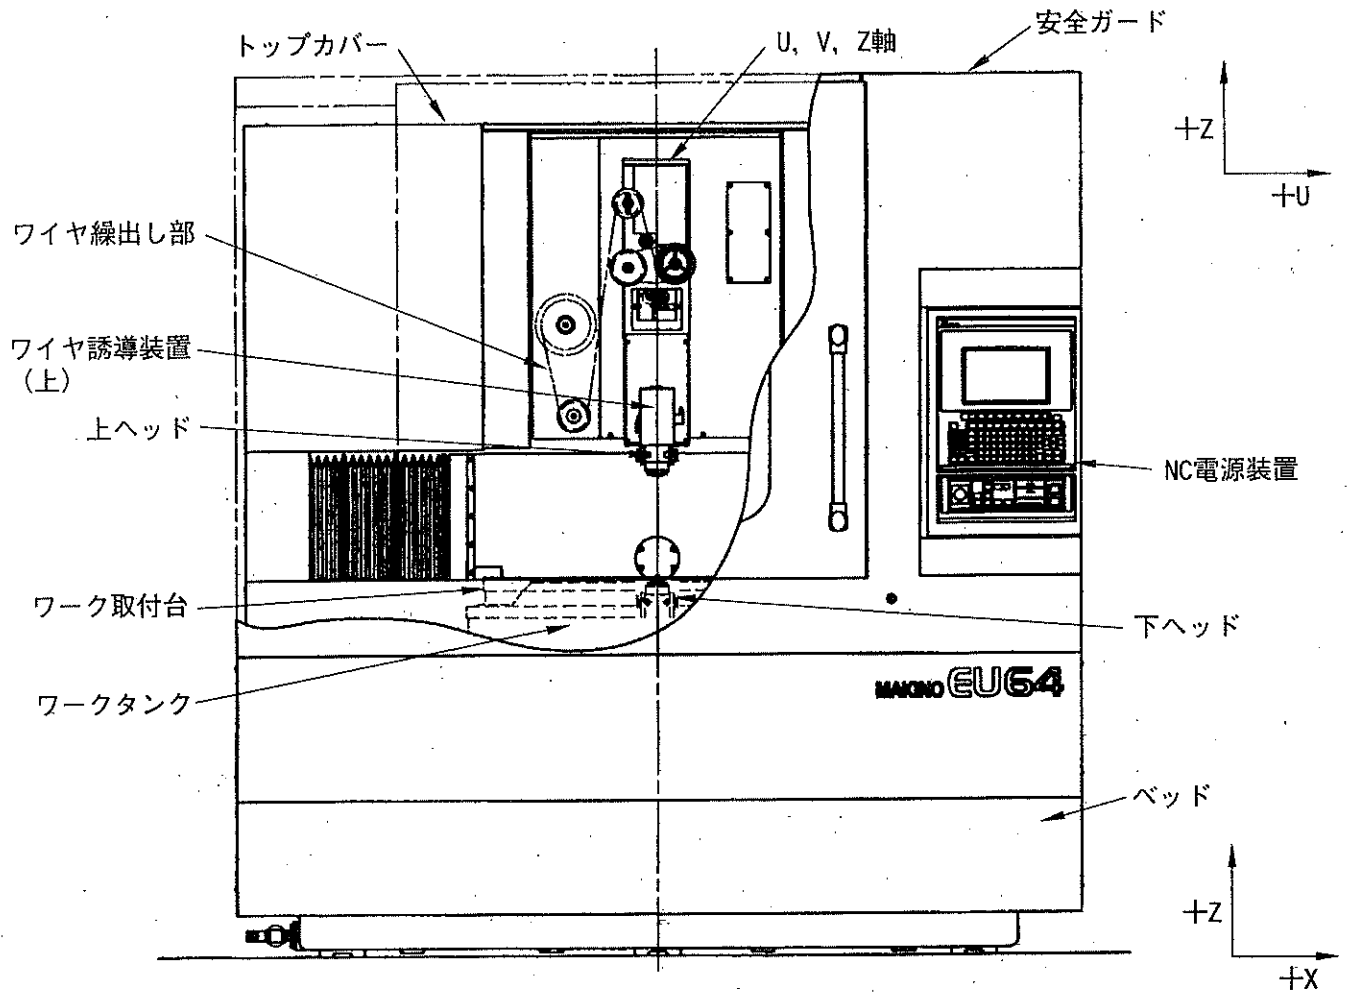 安全ガード
トップカバー
U, V, Z軸
+Z
+U
ワイヤ繰出し部
ワイヤ誘導装置
(上)
上ヘッド
NC電源装置
ワーク取付台
下ヘッド
MAKINO EU64
ワークタンク
ベッド
+Z
+X